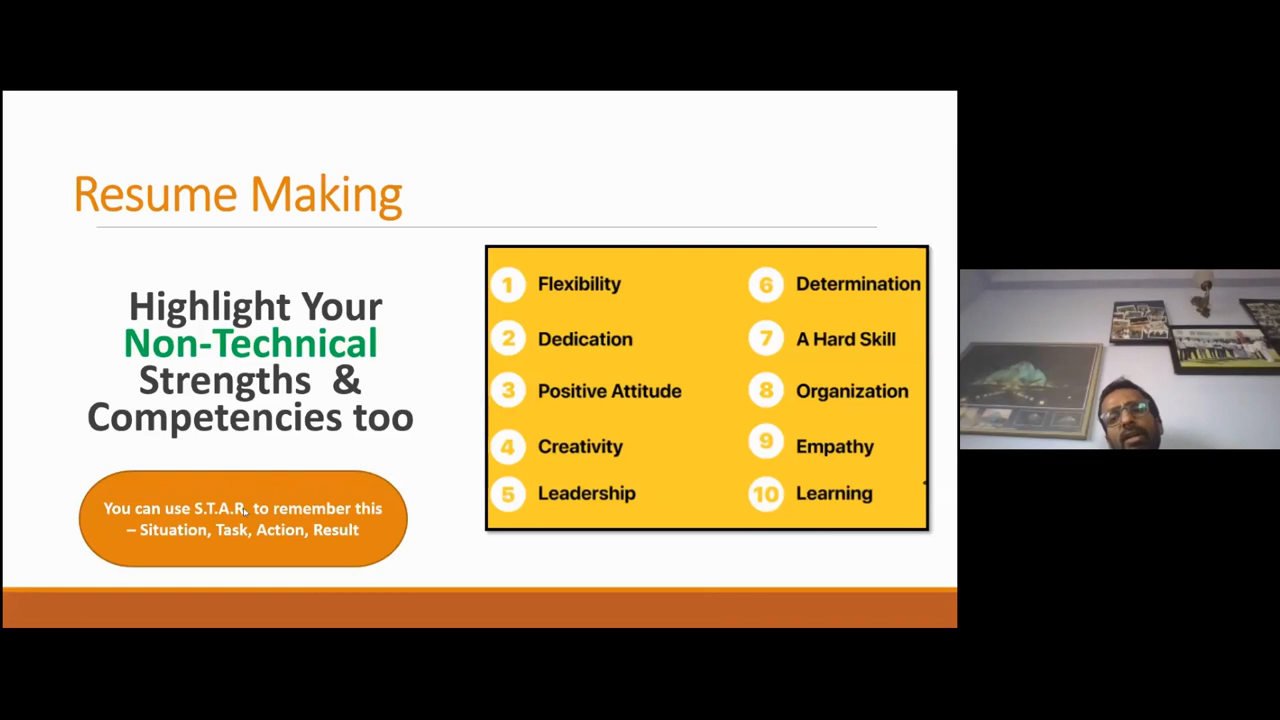 Resume Making
Highlight Your
Non-Technical
Strengths &
Competencies too
You can use S.T.A.R. to remember this
– Situation, Task, Action, Result
1 Flexibility
2 Dedication
3 Positive Attitude
4 Creativity
5 Leadership
6 Determination
7 A Hard Skill
8 Organization
9 Empathy
10 Learning